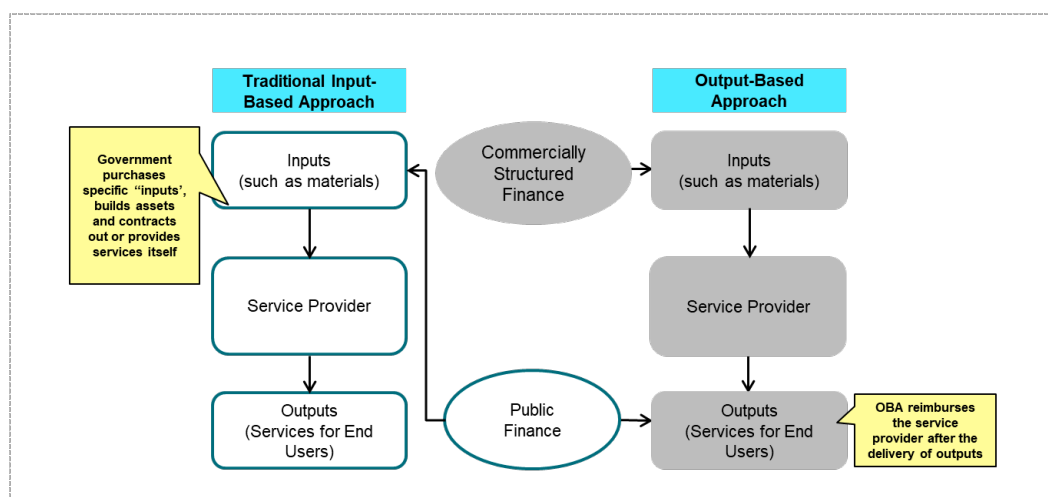 Traditional Input-
Based Approach
Output-Based
Approach
Government
purchases
specific “inputs’,
builds assets
and contracts
out or provides
services itself
Inputs
(such as materials)
Commercially
Structured
Finance
Inputs
(such as materials)
Service Provider
Service Provider
Outputs
(Services for End
Users)
Public
Finance
Outputs
(Services for End
Users)
OBA reimburses
the service
provider after the
delivery of outputs